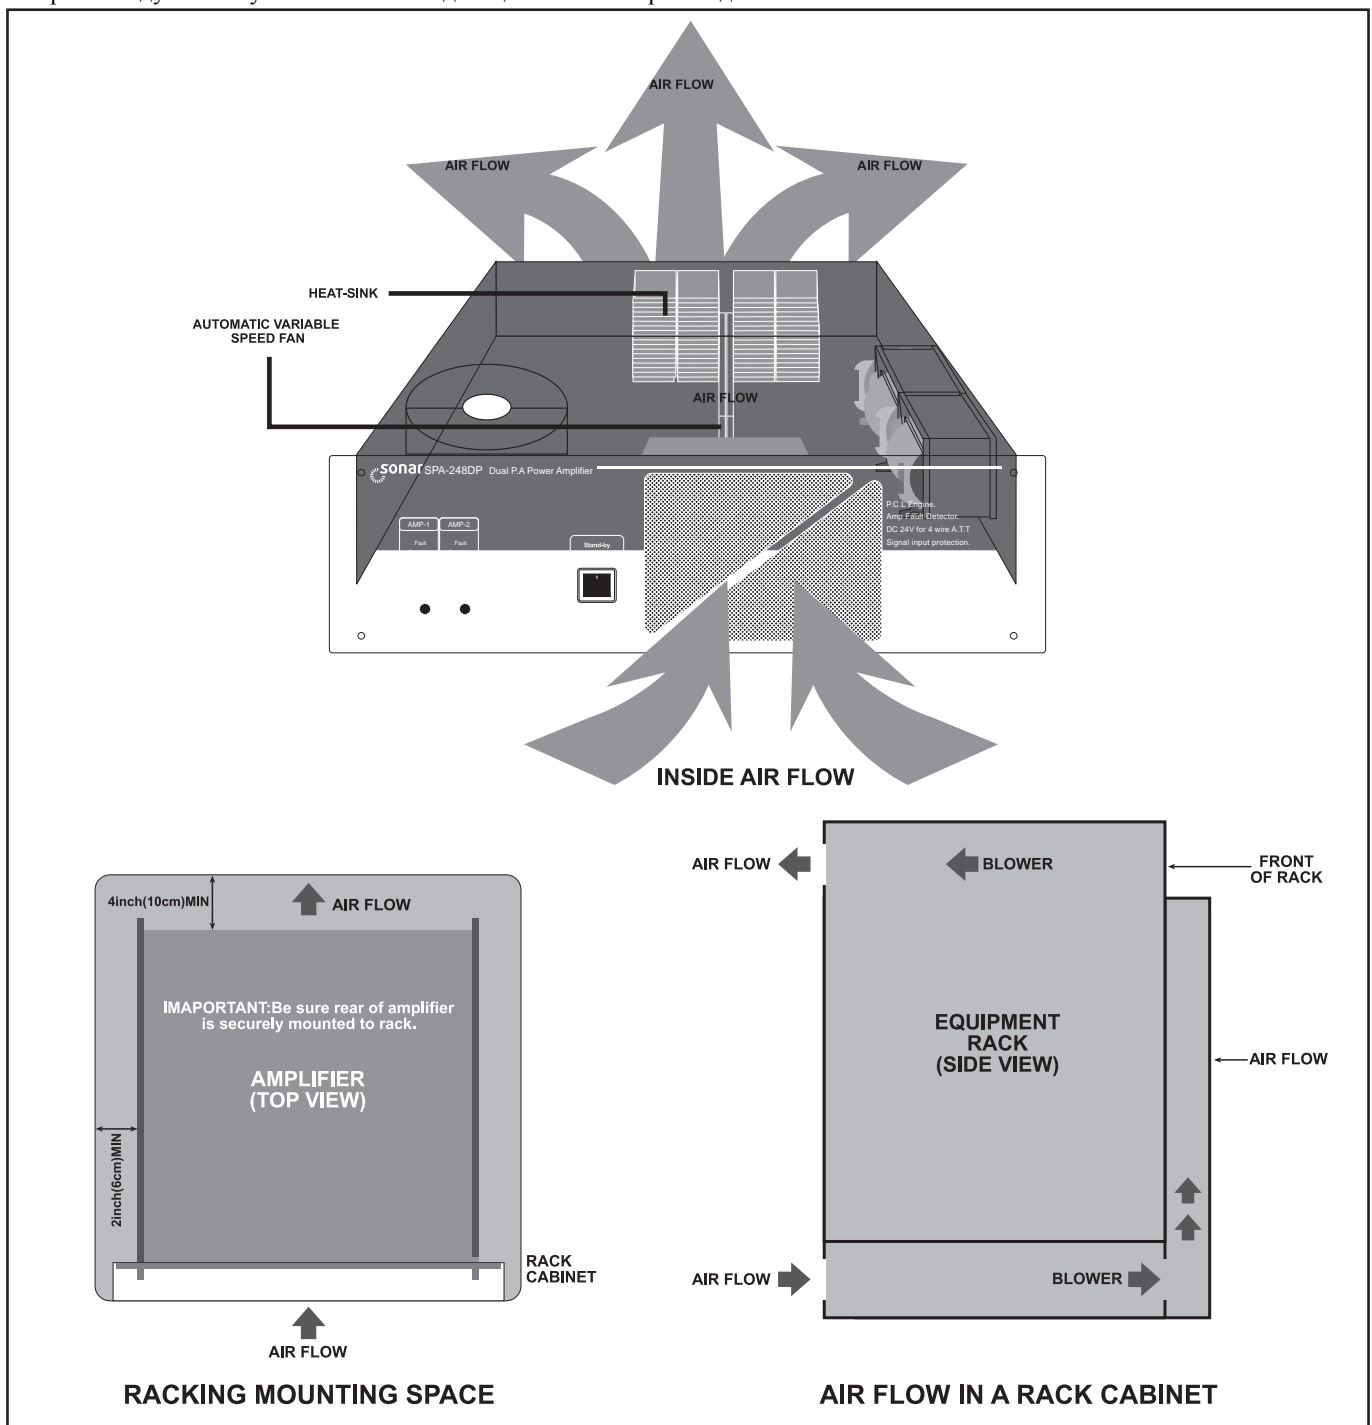 AIR FLOW
AIR FLOW
AIR FLOW
HEAT-SINK
AUTOMATIC VARIABLE
SPEED FAN
AIR FLOW
sonar SPA-248DP Dual P.A Power Amplifier
P.C.L Engine.
Amp Fault Detector.
DC 24V for 4 wire A.T.T
Signal input protection.
AMP-1 AMP-2
Fault Fault
Stand-by
INSIDE AIR FLOW
4inch(10cm)MIN
AIR FLOW
IMAPORTANT:Be sure rear of amplifier
is securely mounted to rack.
AMPLIFIER
(TOP VIEW)
2inch(6cm)MIN
RACK
CABINET
AIR FLOW
RACKING MOUNTING SPACE
AIR FLOW
BLOWER
FRONT
OF RACK
EQUIPMENT
RACK
(SIDE VIEW)
AIR FLOW
AIR FLOW
BLOWER
AIR FLOW IN A RACK CABINET